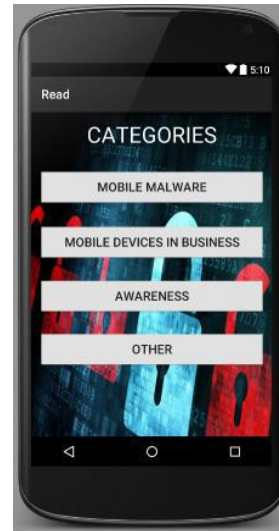 5:10
Read
CATEGORIES
MOBILE MALWARE
MOBILE DEVICES IN BUSINESS
AWARENESS
OTHER